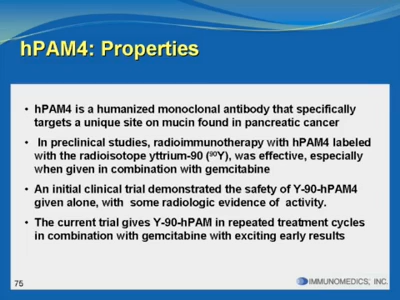 hPAM4: Properties
• hPAM4 is a humanized monoclonal antibody that specifically
targets a unique site on mucin found in pancreatic cancer
• In preclinical studies, radioimmunotherapy with hPAM4 labeled
with the radioisotope yttrium-90 (⁹⁰Y), was effective, especially
when given in combination with gemcitabine
• An initial clinical trial demonstrated the safety of Y-90-hPAM4
given alone, with some radiologic evidence of activity.
• The current trial gives Y-90-hPAM in repeated treatment cycles
in combination with gemcitabine with exciting early results
75
IMMUNOMEDICS, INC.